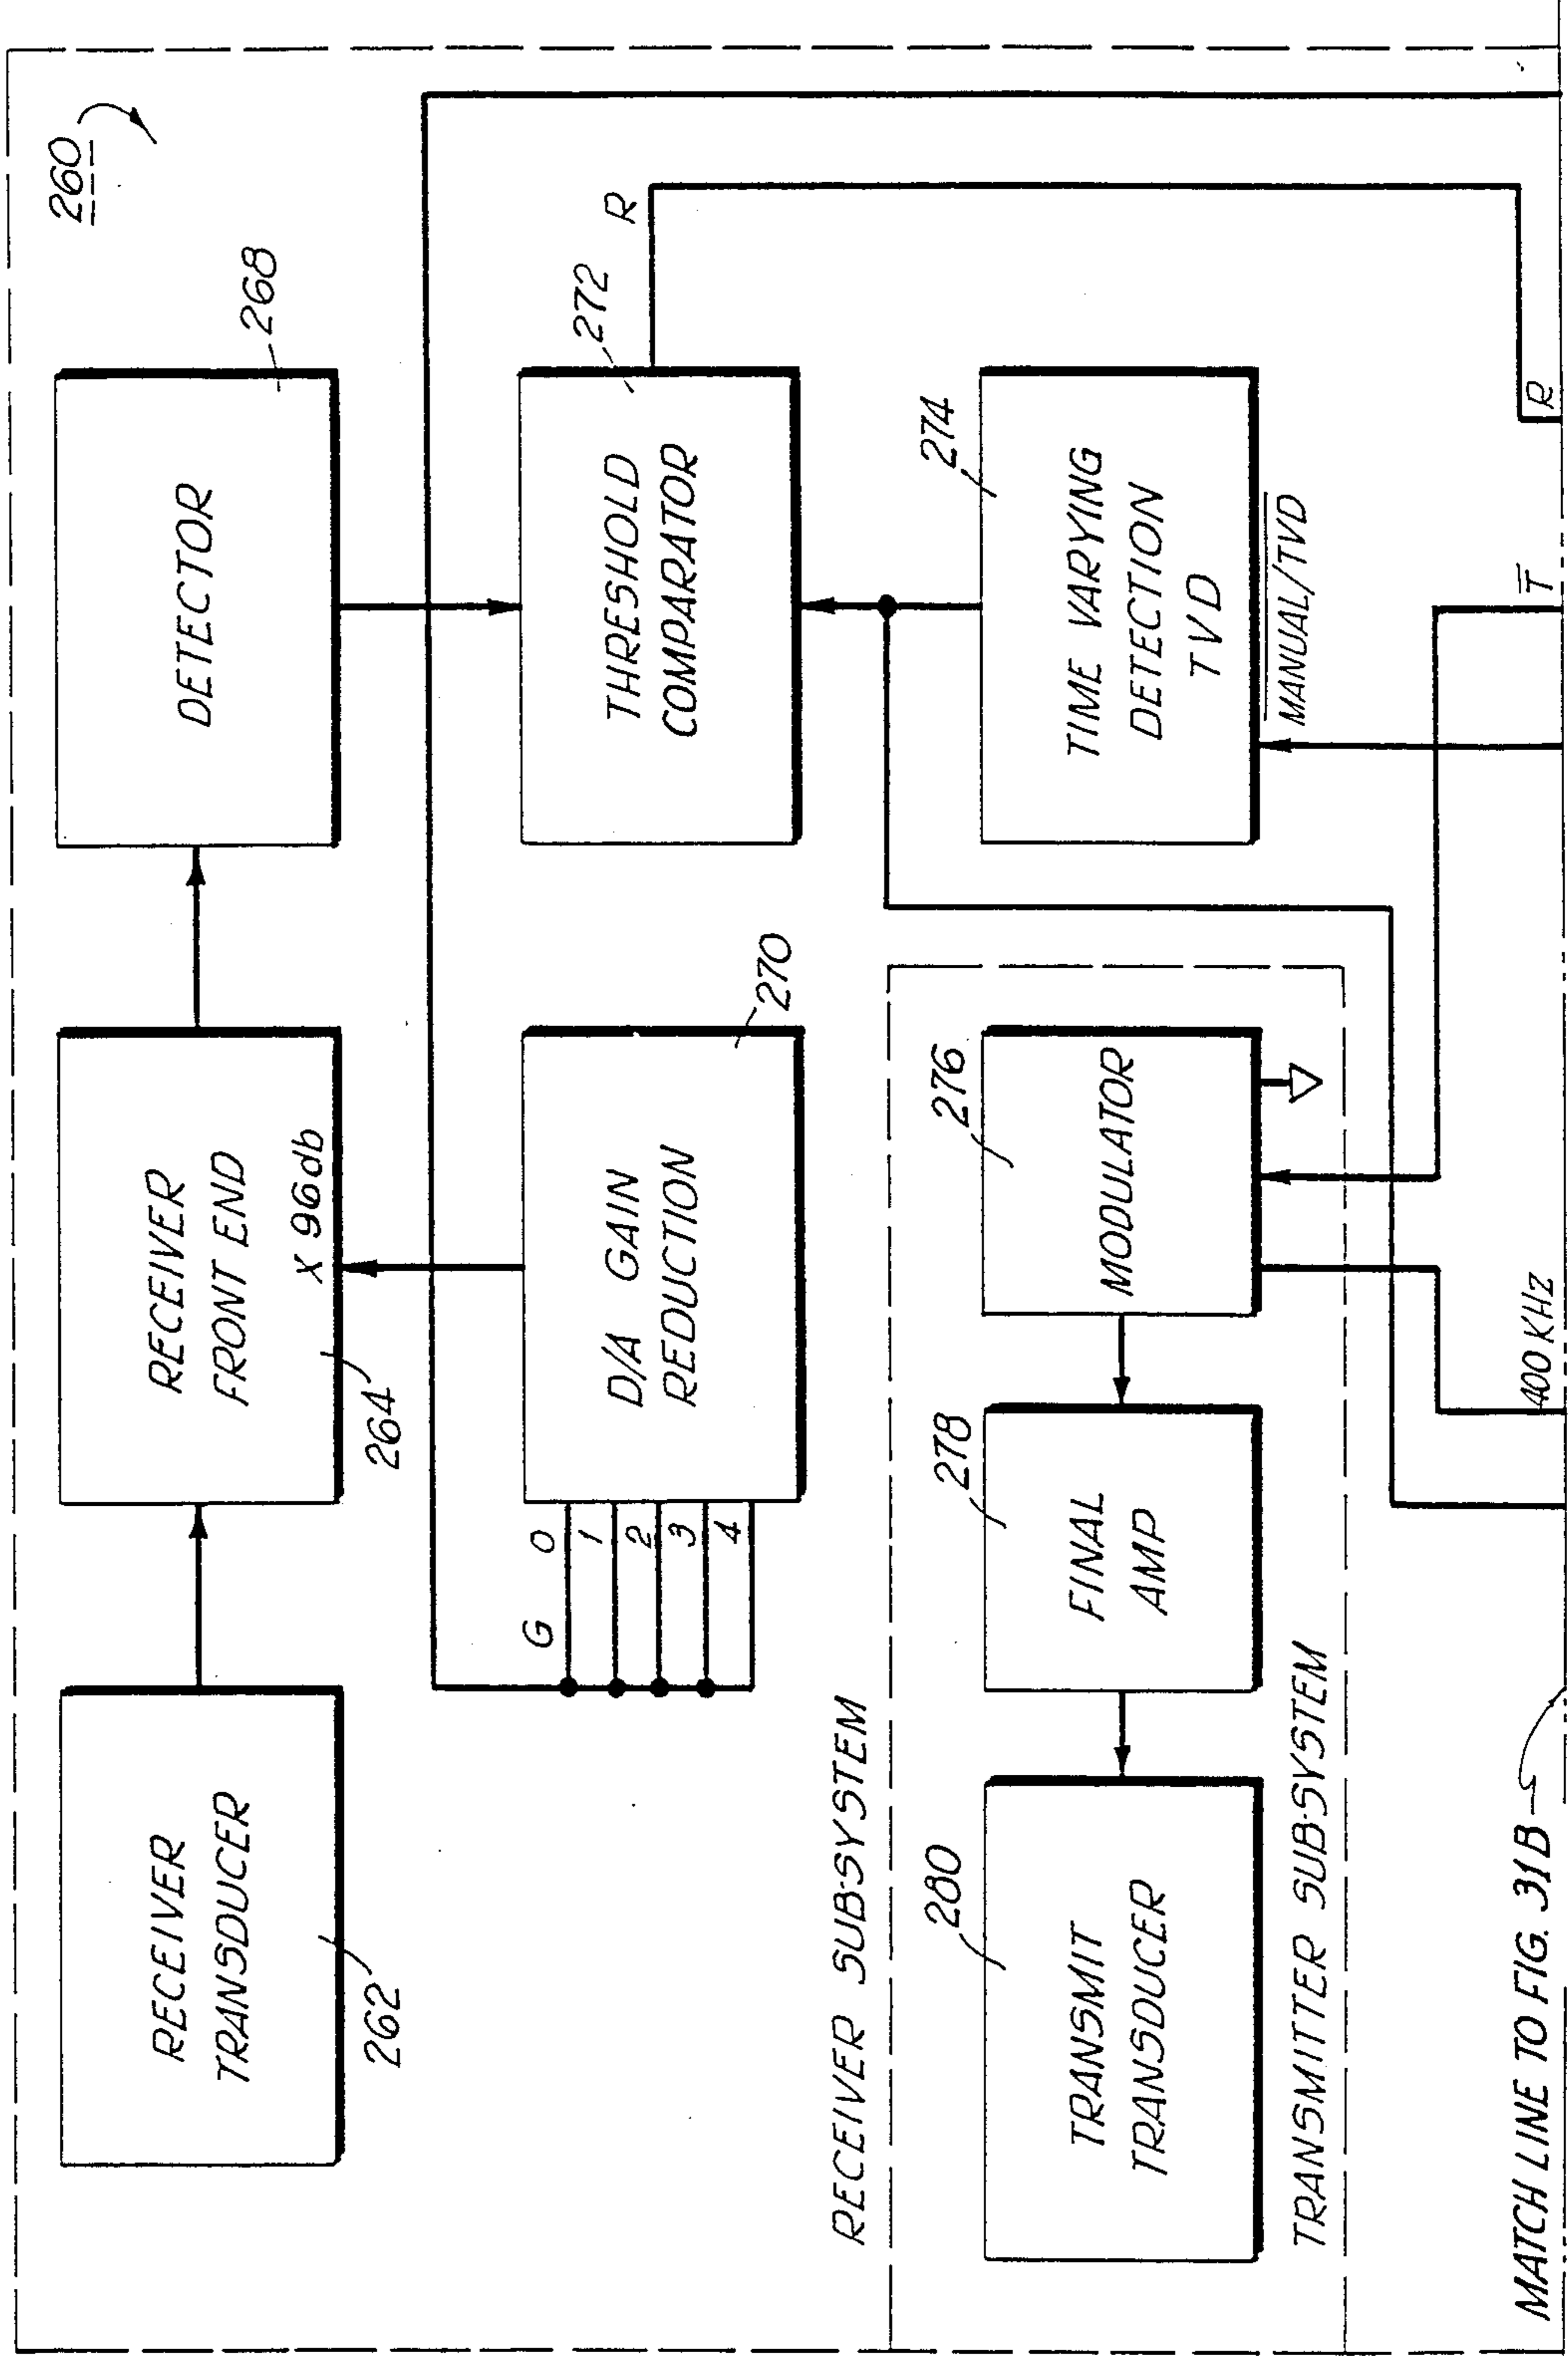 260
RECEIVER
TRANSDUCER
262
RECEIVER
FRONT END
X 96db
264
DETECTOR
268
G
0
1
2
3
4
D/A GAIN
REDUCTION
270
THRESHOLD
COMPARATOR
272
R
RECEIVER SUB-SYSTEM
TRANSMIT
TRANSDUCER
280
FINAL
AMP
278
MODULATOR
276
TIME VARYING
DETECTION
TVD
274
MANUAL/TVD
TRANSMITTER SUB-SYSTEM
400 KHz
T̅
R
MATCH LINE TO FIG. 31B